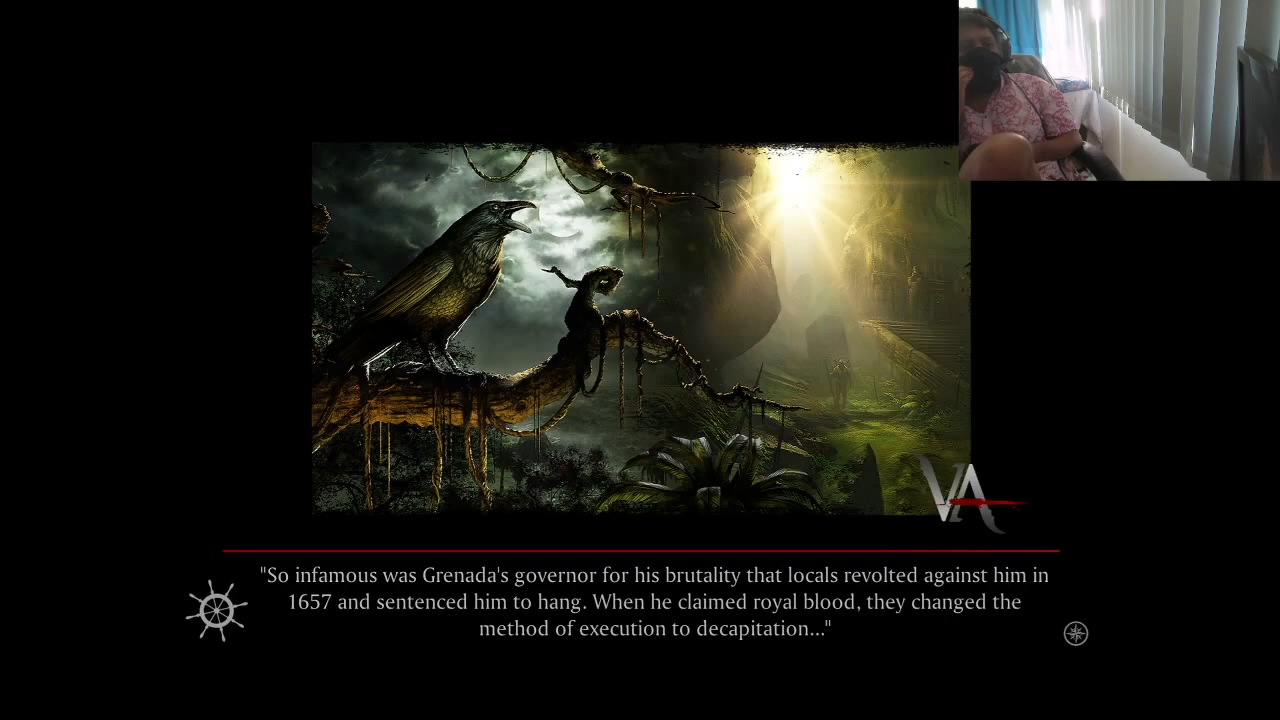 VA
"So infamous was Grenada's governor for his brutality that locals revolted against him in
1657 and sentenced him to hang. When he claimed royal blood, they changed the
method of execution to decapitation..."